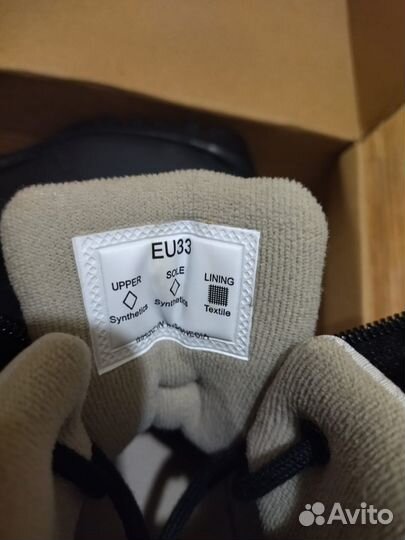 EU33
UPPER SOLE LINING
Synthetics Synthetics Textile
Avito